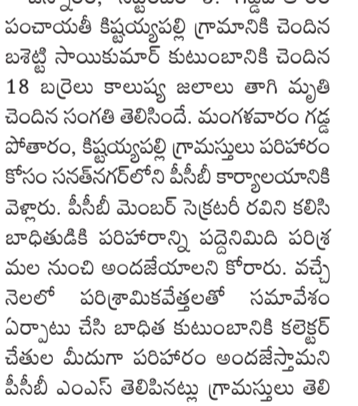 పంచాయతీ కిష్టయ్యపల్లి గ్రామానికి చెందిన
బశెట్టి సాయికుమార్ కుటుంబానికి చెందిన
18 బర్రెలు కాలుష్య జలాలు తాగి మృతి
చెందిన సంగతి తెలిసిందే. మంగళవారం గడ్డ
పోతారం, కిష్టయ్యపల్లి గ్రామస్తులు పరిహారం
కోసం సనత్‌నగర్‌లోని పీసీబీ కార్యాలయానికి
వెళ్లారు. పీసీబీ మెంబర్ సెక్రటరీ రవిని కలిసి
బాధితుడికి పరిహారాన్ని పద్దెనిమిది పరిశ్ర
మల నుంచి అందజేయాలని కోరారు. వచ్చే
నెలలో పరిశ్రామికవేత్తలతో సమావేశం
ఏర్పాటు చేసి బాధిత కుటుంబానికి కలెక్టర్
చేతుల మీదుగా పరిహారం అందజేస్తామని
పీసీబీ ఎంఎస్ తెలిపినట్లు గ్రామస్తులు తెలి